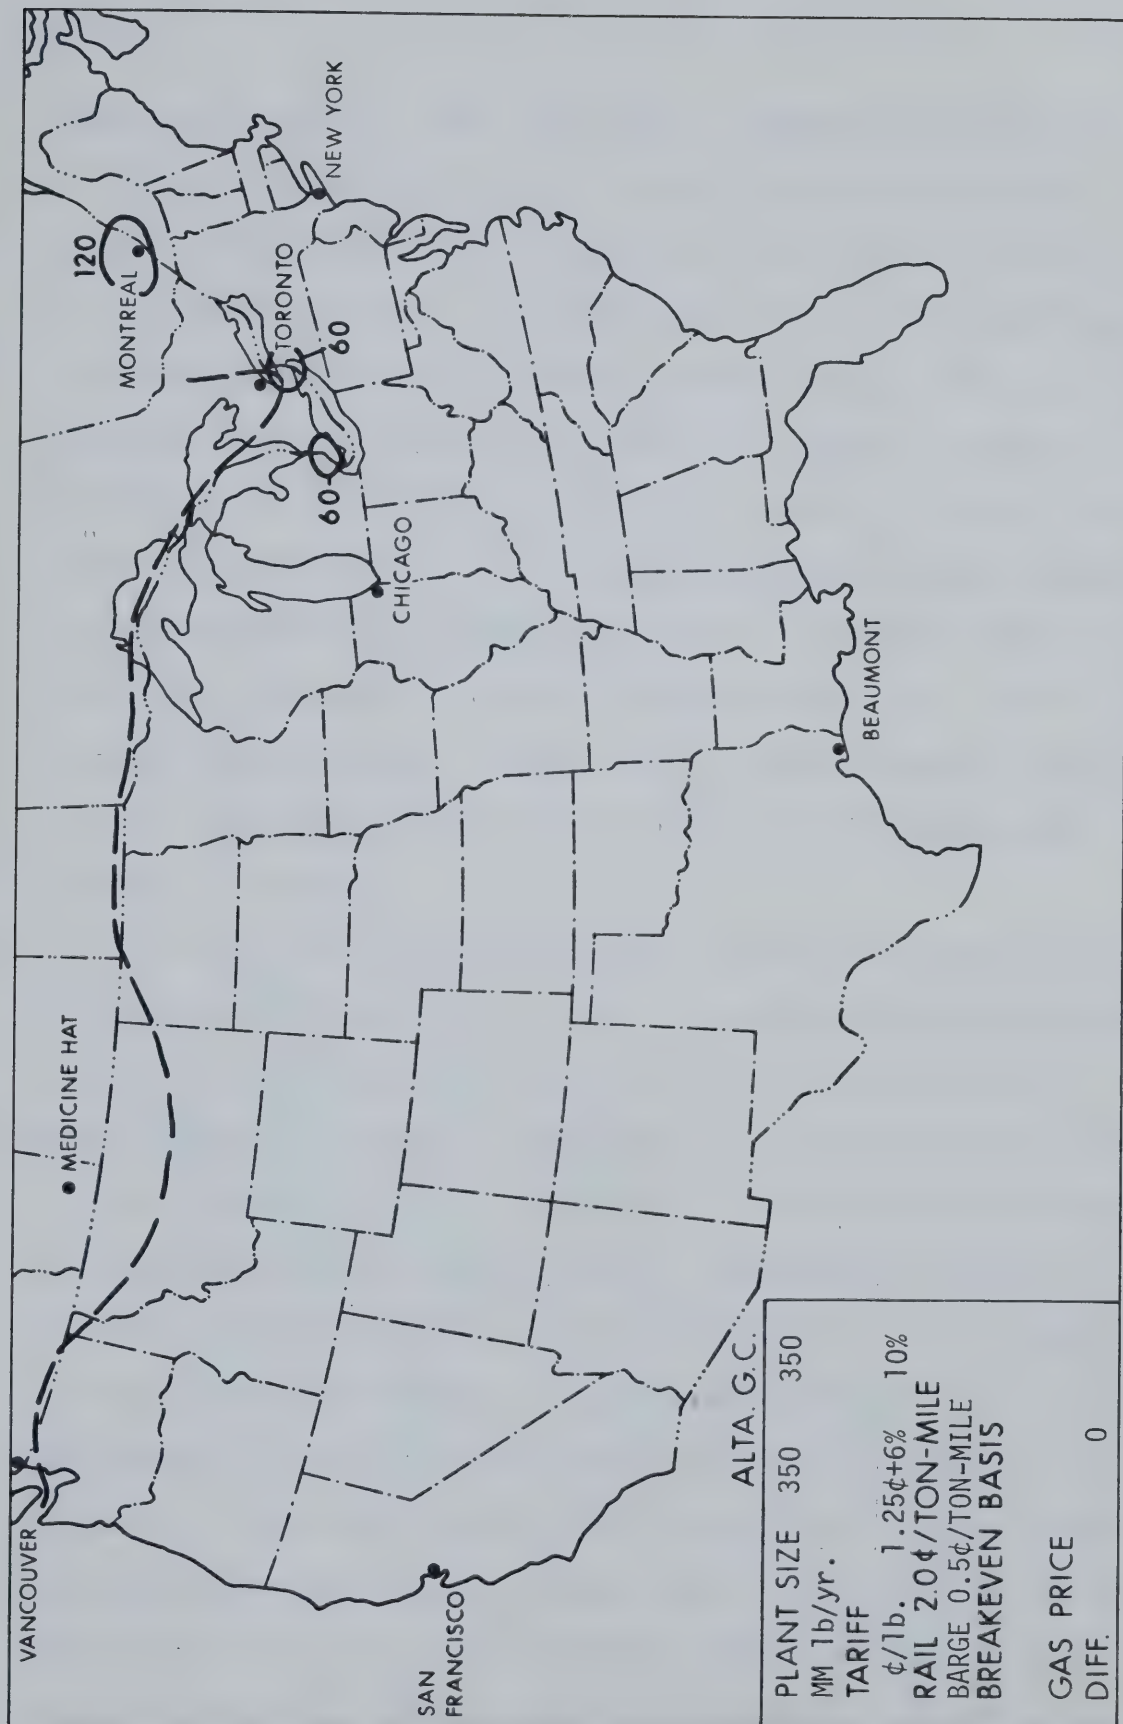 VANCOUVER
MEDICINE HAT
120
MONTREAL
TORONTO
60
60
NEW YORK
CHICAGO
SAN
FRANCISCO
BEAUMONT
ALTA. G.C.
PLANT SIZE 350 350
MM lb/yr.
TARIFF
¢/lb. 1.25¢+6% 10%
RAIL 2.0¢/TON-MILE
BARGE 0.5¢/TON-MILE
BREAKEVEN BASIS
GAS PRICE
DIFF. 0